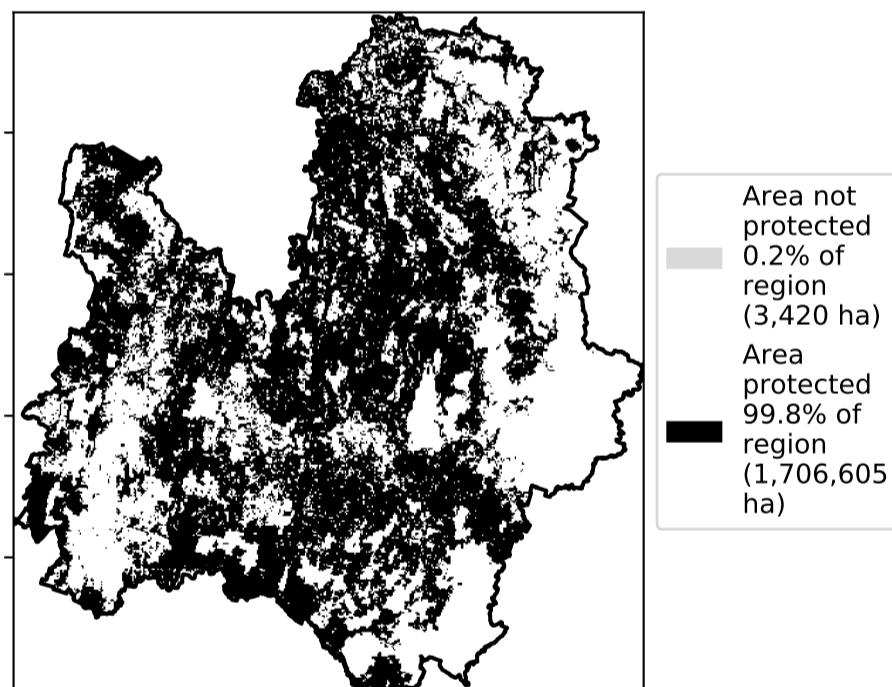 Area not
protected
0.2% of
region
(3,420 ha)
Area
protected
99.8% of
region
(1,706,605
ha)